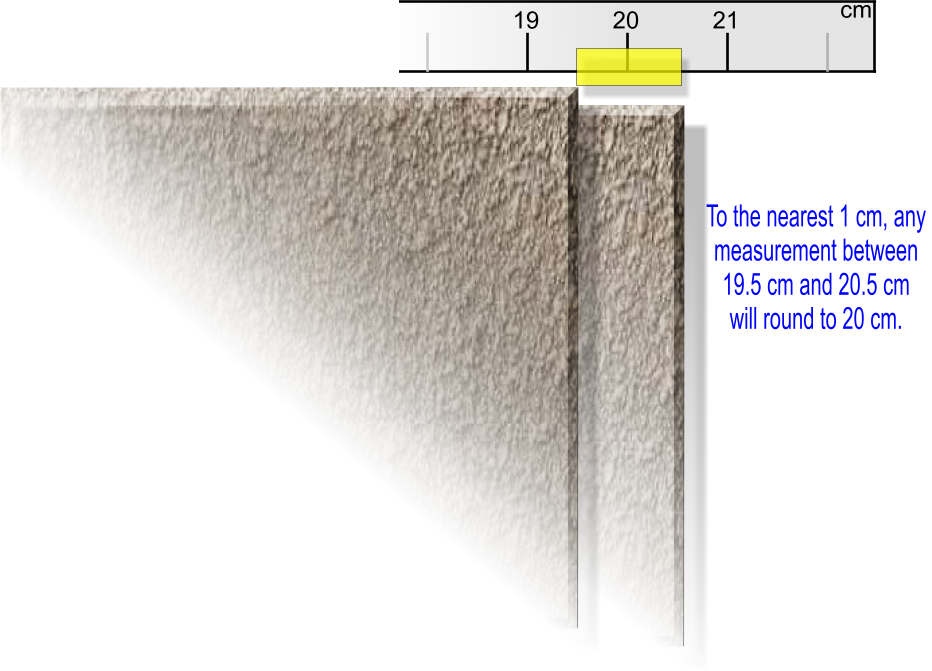 cm
19 20 21
To the nearest 1 cm, any
measurement between
19.5 cm and 20.5 cm
will round to 20 cm.